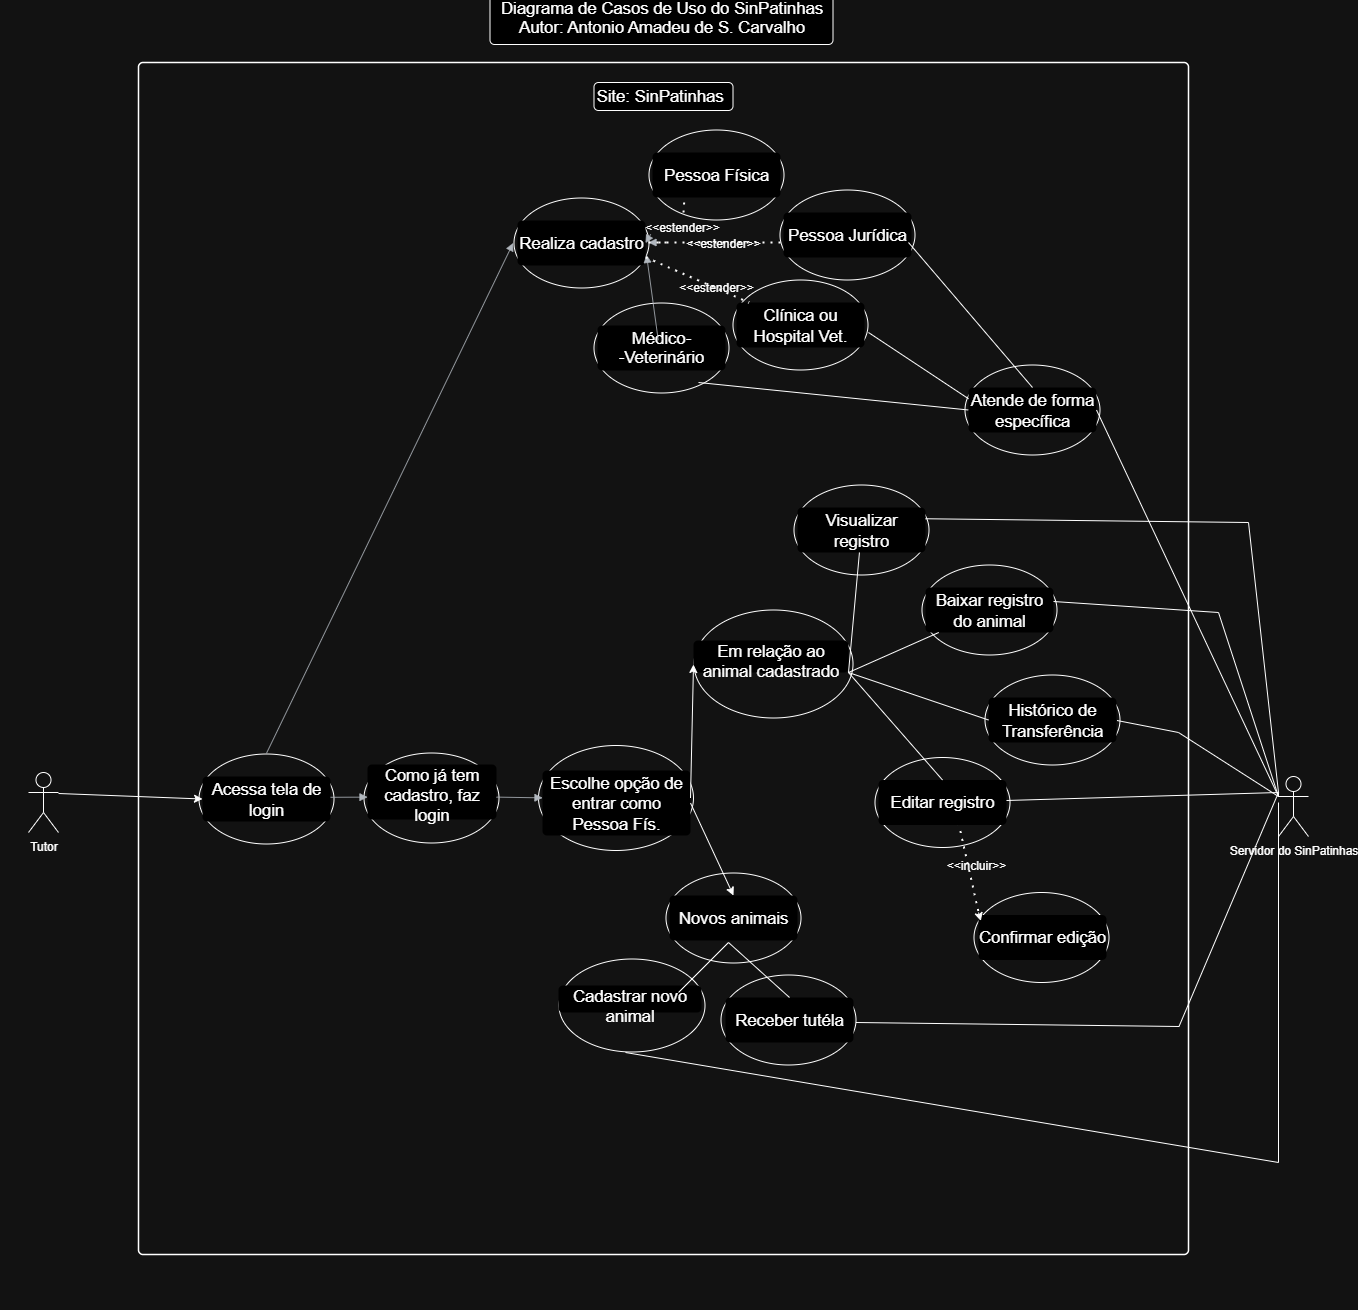 Diagrama de Casos de Uso do SinPatinhas
Autor: Antonio Amadeu de S. Carvalho
Site: SinPatinhas
Pessoa Física
<<estender>>
Realiza cadastro
<<estender>>
Pessoa Jurídica
<<estender>>
Clínica ou
Hospital Vet.
Médico-
-Veterinário
Atende de forma
específica
Visualizar
registro
Baixar registro
do animal
Em relação ao
animal cadastrado
Histórico de
Transferência
Acessa tela de
login
Como já tem
cadastro, faz
login
Escolhe opção de
entrar como
Pessoa Fís.
Editar registro
Tutor
Servidor do SinPatinhas
<<incluir>>
Novos animais
Confirmar edição
Cadastrar novo
animal
Receber tutéla